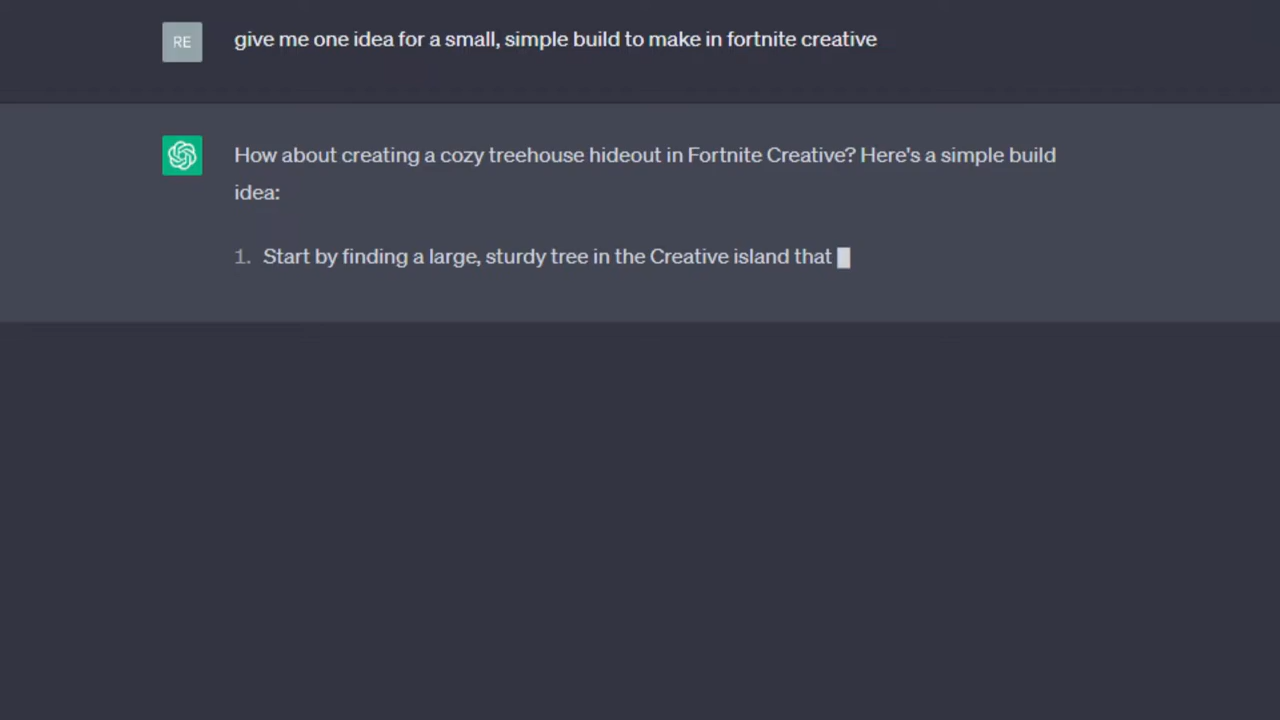 RE
give me one idea for a small, simple build to make in fortnite creative
How about creating a cozy treehouse hideout in Fortnite Creative? Here's a simple build
idea:
1. Start by finding a large, sturdy tree in the Creative island that